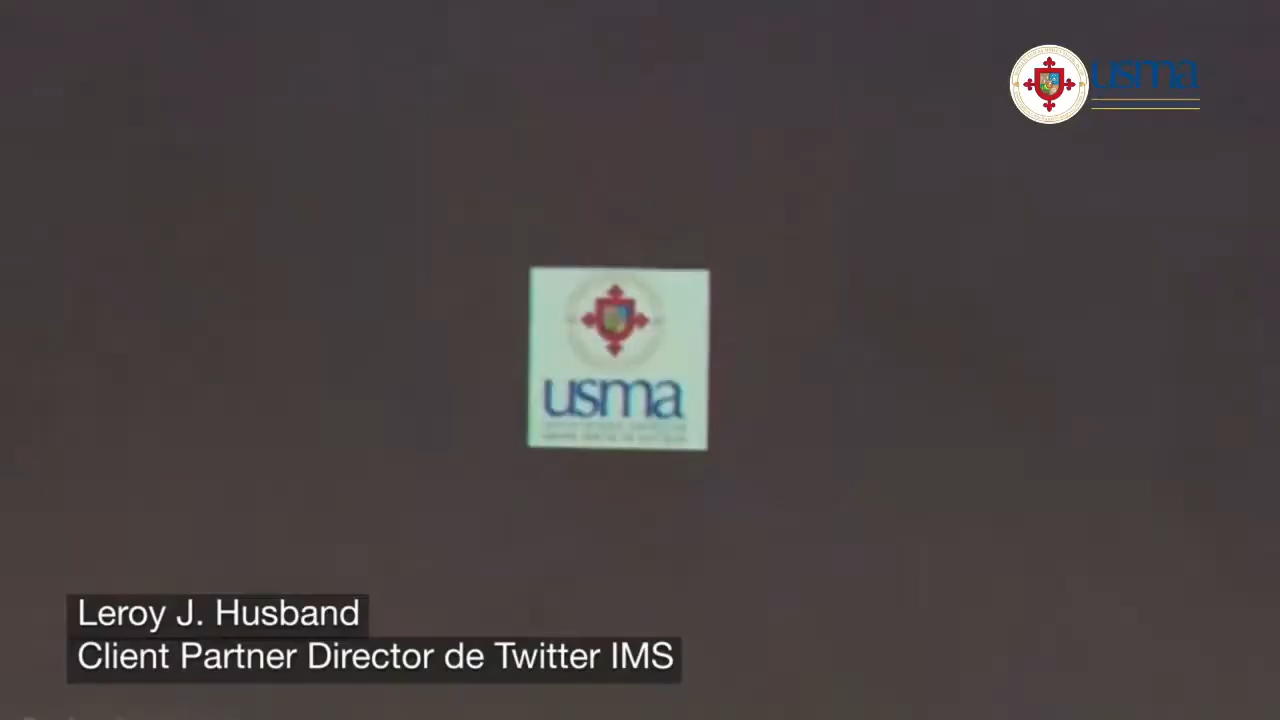 usma
usma
Leroy J. Husband
Client Partner Director de Twitter IMS